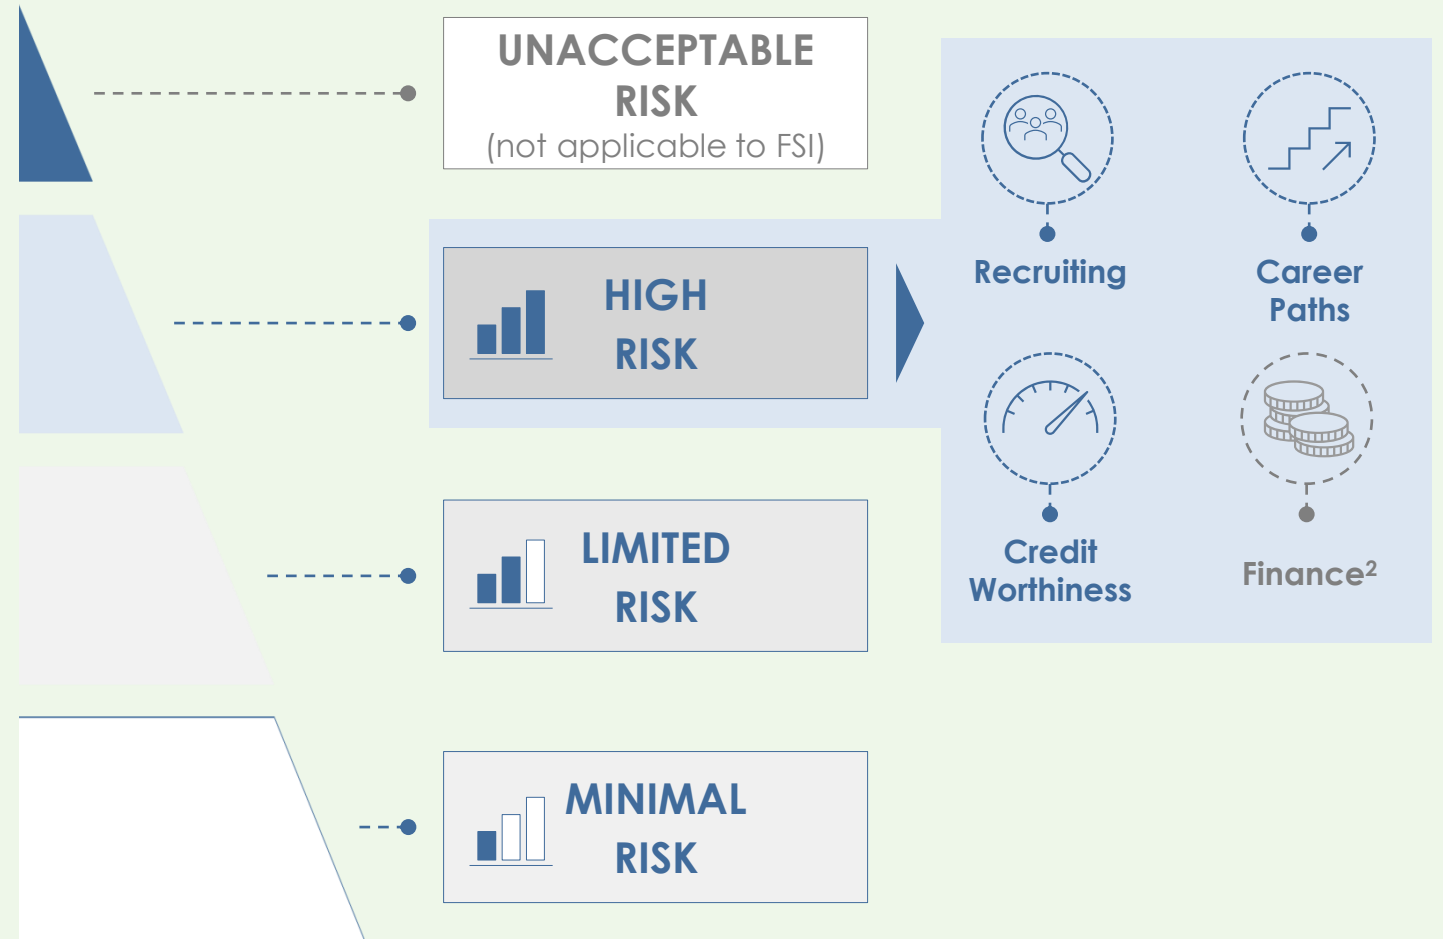 UNACCEPTABLE
RISK
(not applicable to FSI)
HIGH
RISK
Recruiting
Career
Paths
Credit
Worthiness
Finance²
LIMITED
RISK
MINIMAL
RISK